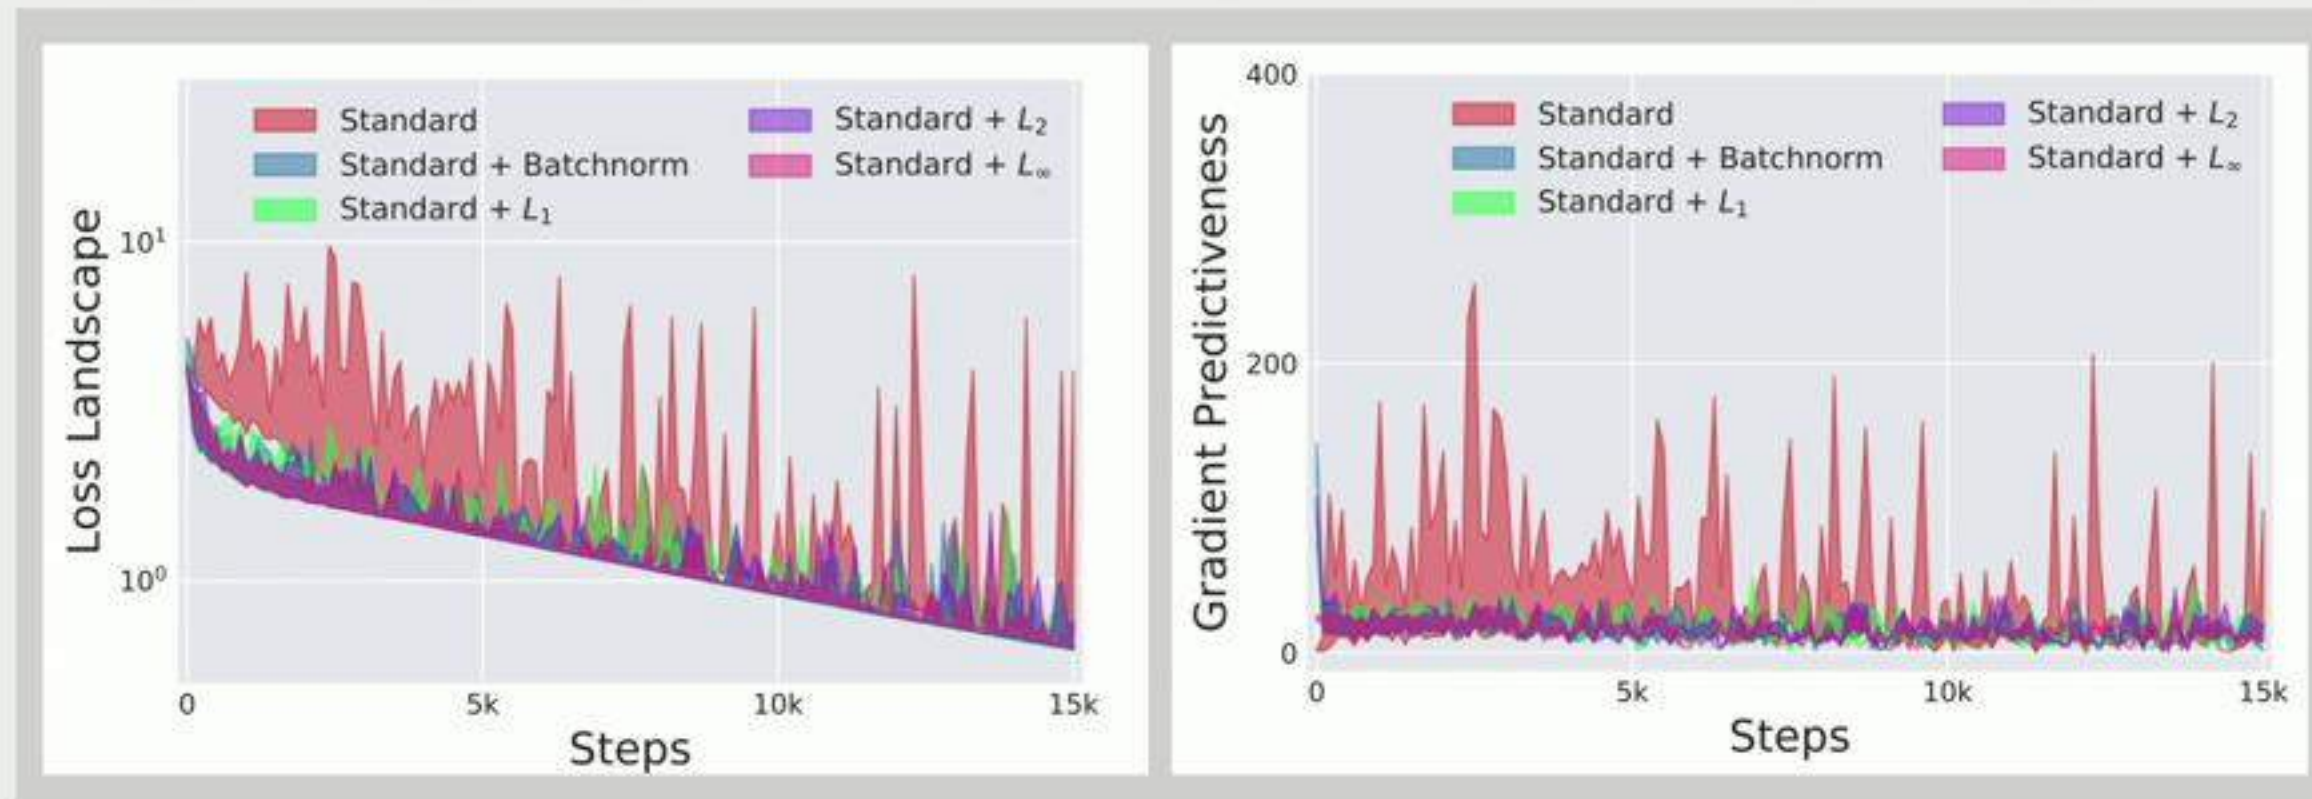 Standard
Standard + Batchnorm
Standard + L₁
Standard + L₂
Standard + L∞
Loss Landscape
10¹
10⁰
0 5k 10k 15k
Steps
Standard
Standard + Batchnorm
Standard + L₁
Standard + L₂
Standard + L∞
Gradient Predictiveness
400
200
0
0 5k 10k 15k
Steps